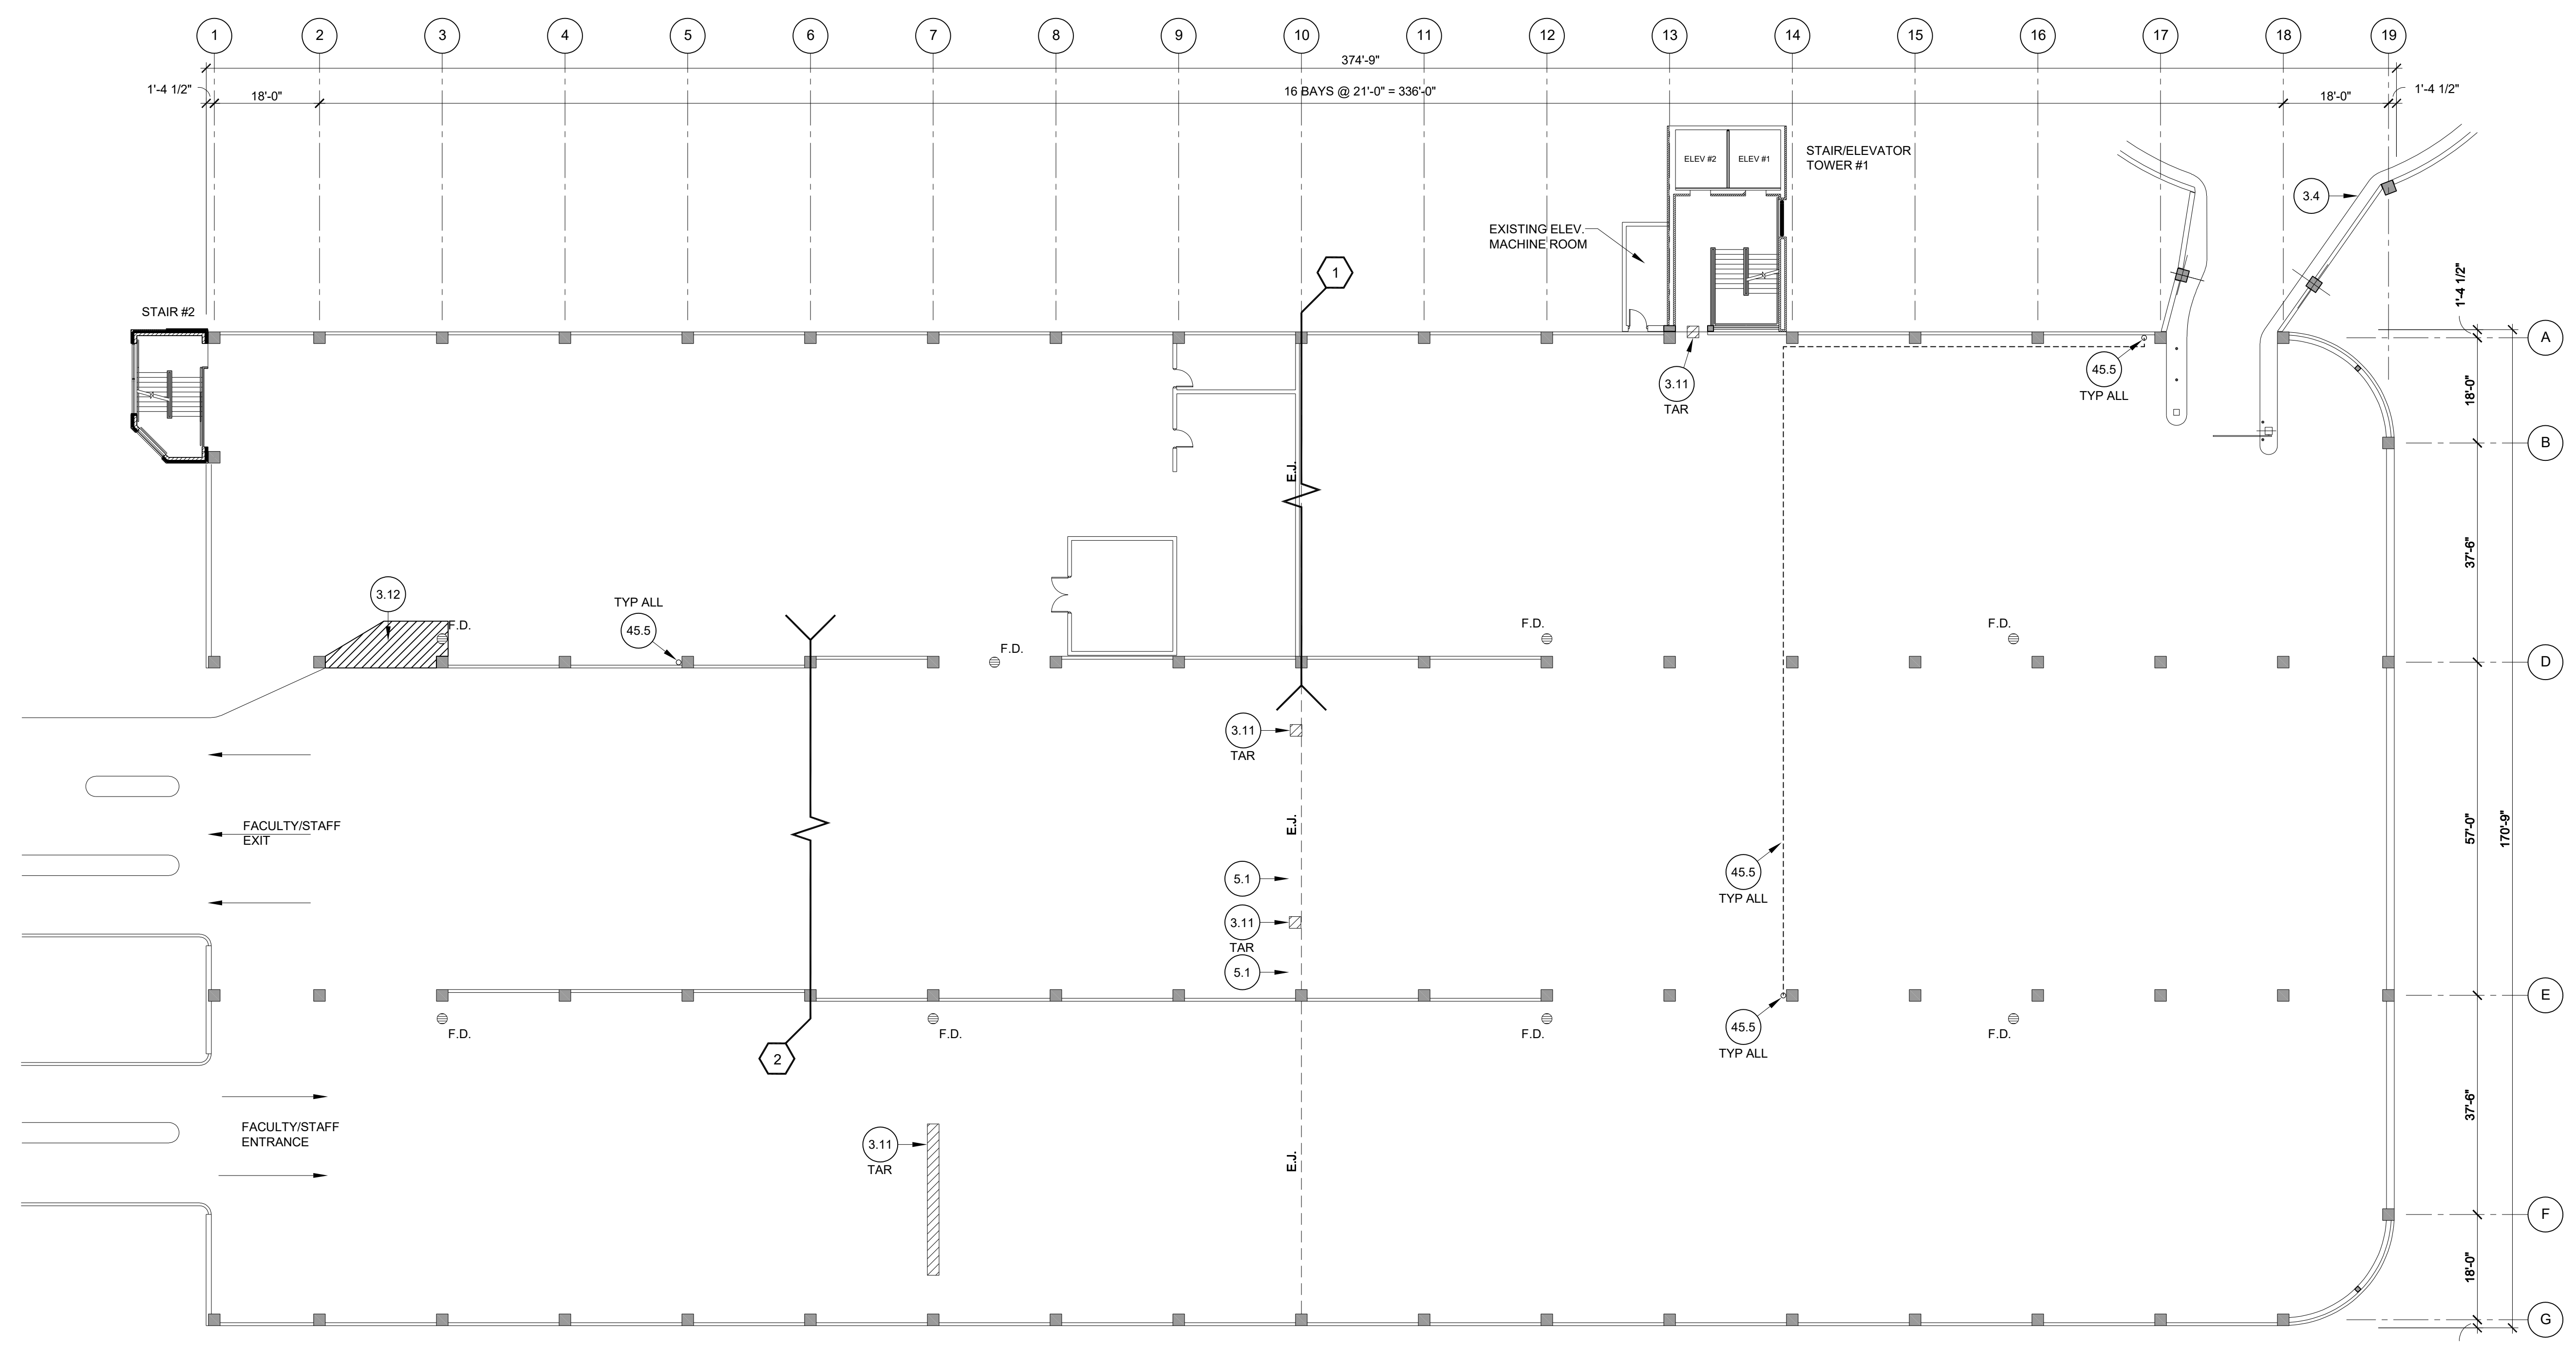 1 2 3 4 5 6 7 8 9 10 11 12 13 14 15 16 17 18 19
374'-9"
1'-4 1/2"
18'-0"
16 BAYS @ 21'-0" = 336'-0"
18'-0"
1'-4 1/2"
ELEV #2
ELEV #1
STAIR/ELEVATOR
TOWER #1
3.4
EXISTING ELEV.
MACHINE ROOM
1
1'-4 1/2"
STAIR #2
A
3.11
TAR
45.5
TYP ALL
18'-0"
B
E.J.
37'-6"
3.12
TYP ALL
45.5
F.D.
F.D.
F.D.
F.D.
D
3.11
TAR
FACULTY/STAFF
EXIT
E.J.
57'-0"
170'-9"
5.1
45.5
TYP ALL
3.11
TAR
5.1
E
F.D.
F.D.
F.D.
F.D.
45.5
TYP ALL
2
37'-6"
FACULTY/STAFF
ENTRANCE
3.11
TAR
E.J.
F
18'-0"
G